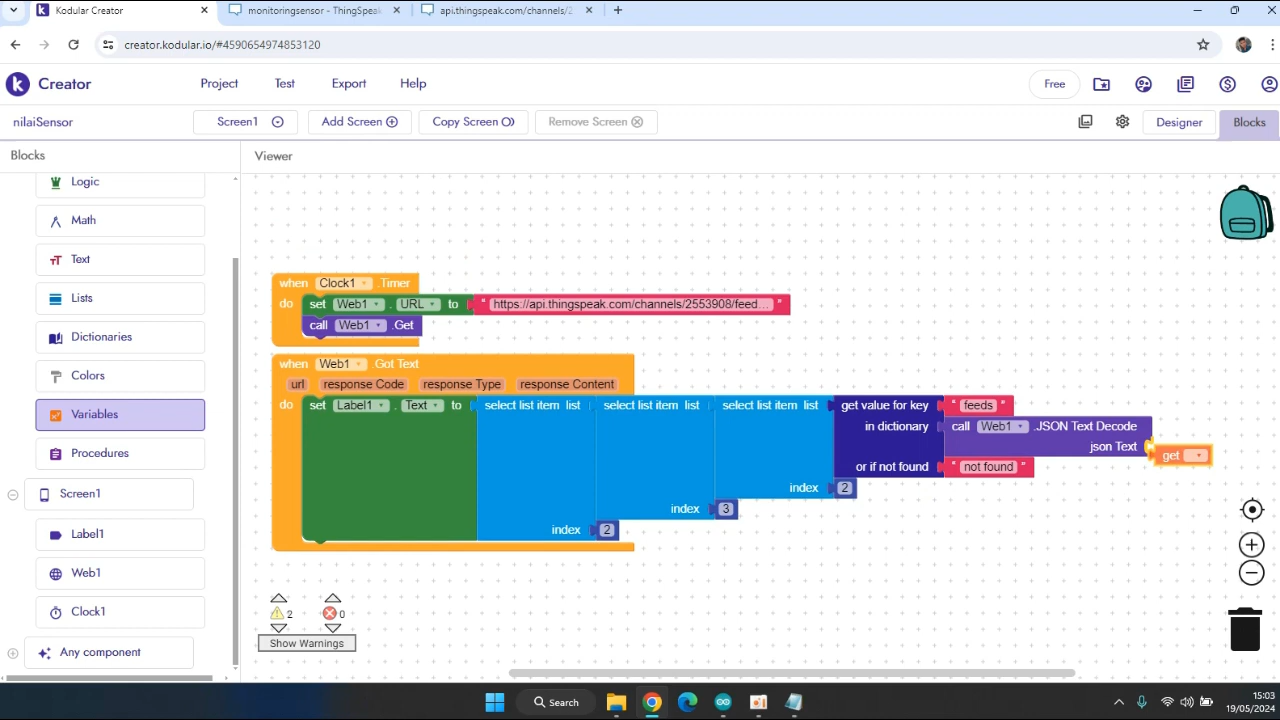 Kodular Creator
monitoringsensor - ThingSpeak
api.thingspeak.com/channels/2
creator.kodular.io/#4590654974853120
Creator
Project
Test
Export
Help
Free
nilaiSensor
Screen1
Add Screen
Copy Screen
Remove Screen
Designer
Blocks
Blocks
Viewer
Logic
Math
Text
Lists
Dictionaries
Colors
Variables
Procedures
Screen1
Label1
Web1
Clock1
Any component
when Clock1 .Timer
do set Web1 . URL to " https://api.thingspeak.com/channels/2553908/feed... "
call Web1 .Get
when Web1 .Got Text
url response Code response Type response Content
do set Label1 . Text to select list item list select list item list select list item list get value for key " feeds "
in dictionary call Web1 .JSON Text Decode
json Text get
or if not found " not found "
index 2
index 3
index 2
2 0
Show Warnings
Search
15:03
19/05/2024